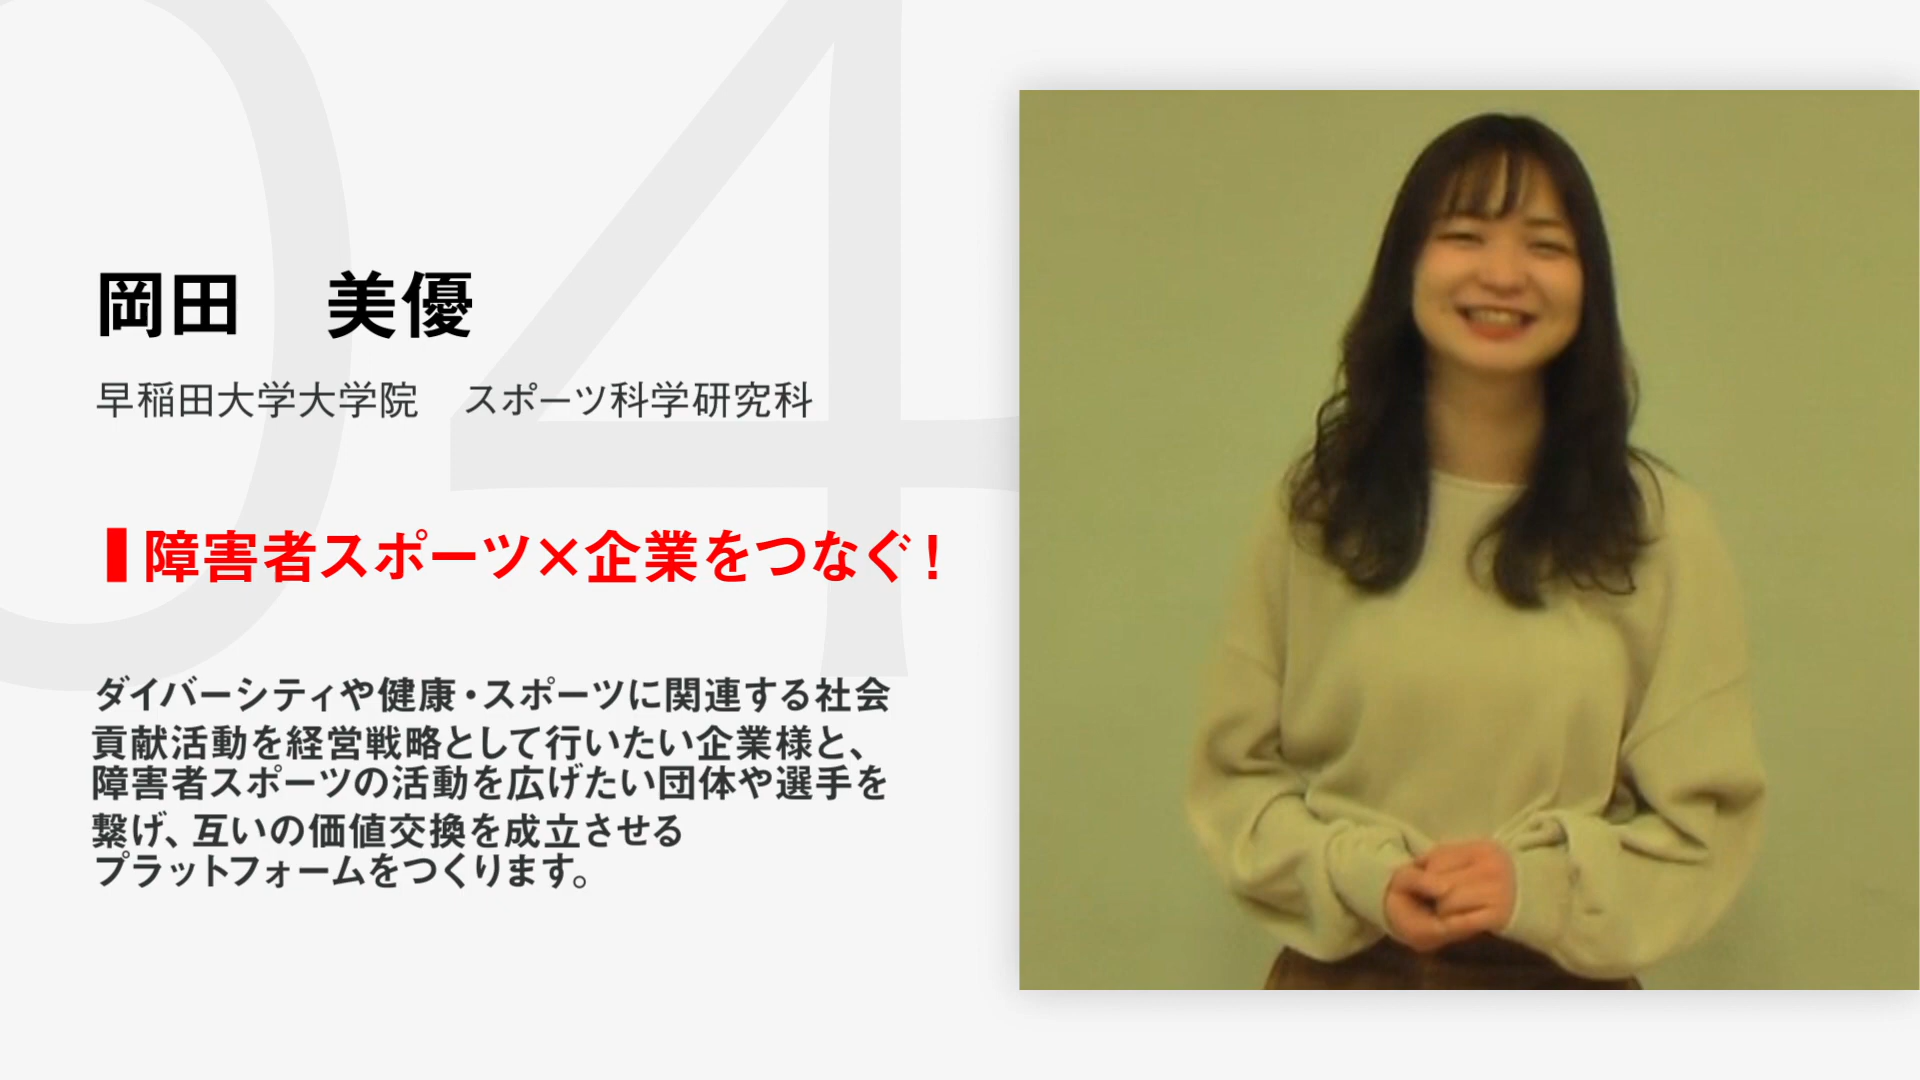 04
岡田　美優
早稲田大学大学院　スポーツ科学研究科
▌障害者スポーツ×企業をつなぐ！
ダイバーシティや健康・スポーツに関連する社会
貢献活動を経営戦略として行いたい企業様と、
障害者スポーツの活動を広げたい団体や選手を
繋げ、互いの価値交換を成立させる
プラットフォームをつくります。